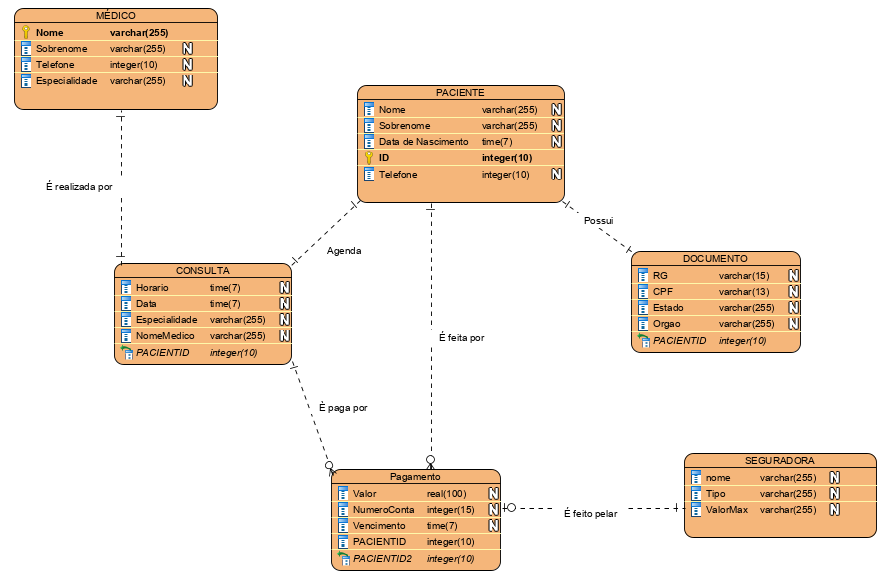 MÉDICO
Nome varchar(255)
Sobrenome varchar(255) N
Telefone integer(10) N
Especialidade varchar(255) N
PACIENTE
Nome varchar(255) N
Sobrenome varchar(255) N
Data de Nascimento time(7) N
ID integer(10)
Telefone integer(10) N
É realizada por
Agenda
Possui
CONSULTA
Horario time(7) N
Data time(7) N
Especialidade varchar(255) N
NomeMedico varchar(255) N
PACIENTID integer(10)
DOCUMENTO
RG varchar(15) N
CPF varchar(13) N
Estado varchar(255) N
Orgao varchar(255) N
PACIENTID integer(10)
É feita por
È paga por
Pagamento
Valor real(100) N
NumeroConta integer(15) N
Vencimento time(7) N
PACIENTID integer(10)
PACIENTID2 integer(10)
É feito pelar
SEGURADORA
nome varchar(255) N
Tipo varchar(255) N
ValorMax varchar(255) N